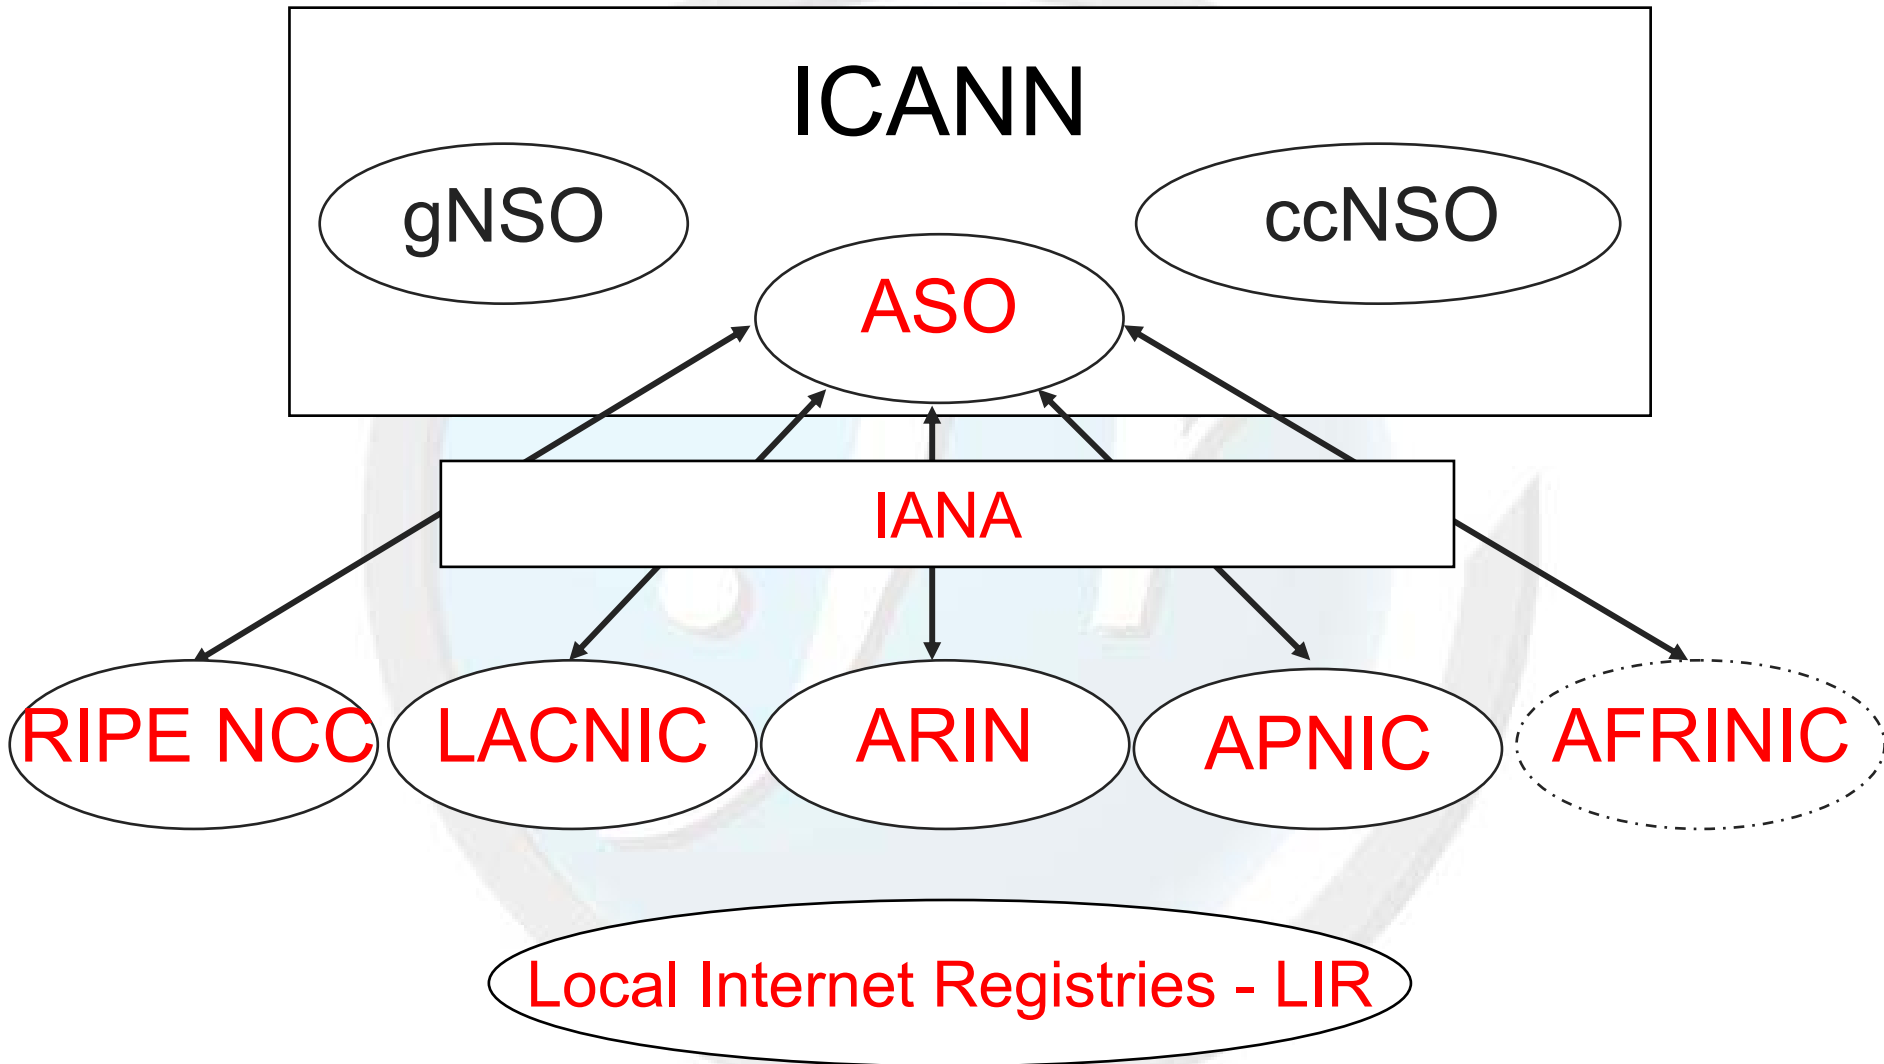 ICANN
gNSO
ccNSO
ASO
IANA
RIPE NCC
LACNIC
ARIN
APNIC
AFRINIC
Local Internet Registries - LIR